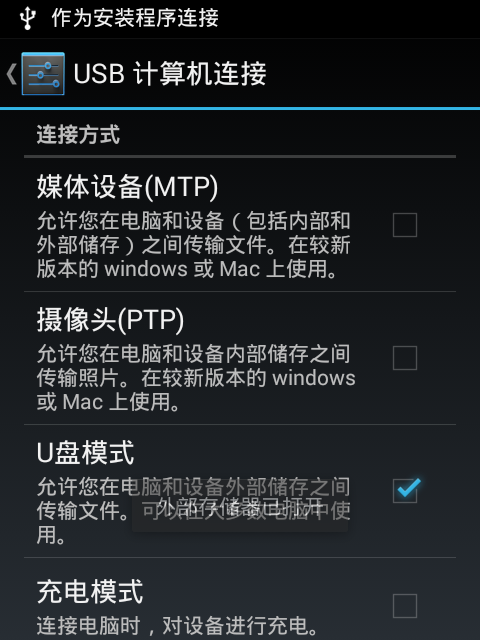 作为安装程序连接
USB 计算机连接
连接方式
媒体设备(MTP)
允许您在电脑和设备（包括内部和
外部储存）之间传输文件。在较新
版本的 windows 或 Mac 上使用。
摄像头(PTP)
允许您在电脑和设备内部储存之间
传输照片。在较新版本的 windows
或 Mac 上使用。
U盘模式
允许您在电脑和设备外部储存之间
传输文件。可以在大多数电脑中使
用。
外部存储器已打开
充电模式
连接电脑时，对设备进行充电。